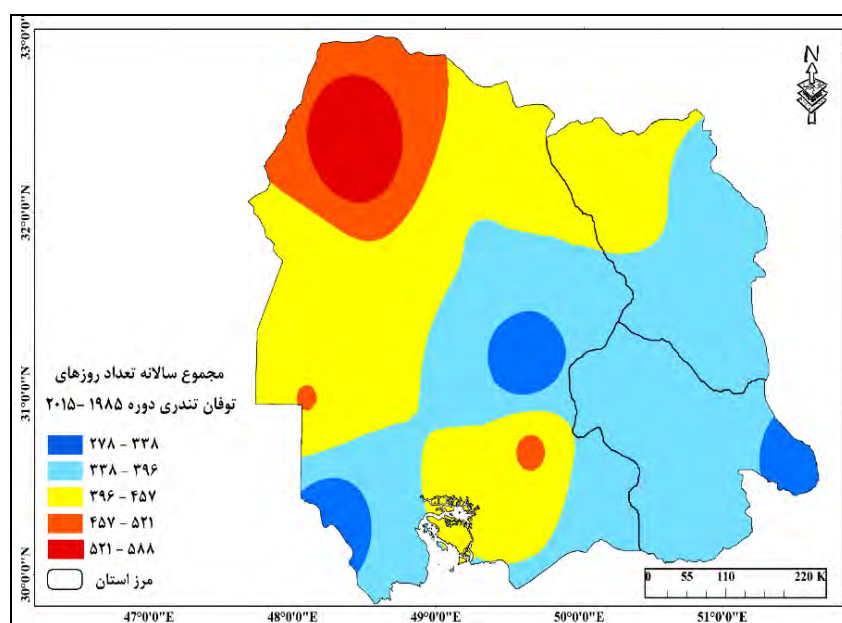 33°0'0"N
32°0'0"N
31°0'0"N
30°0'0"N
N
مجموع سالانه تعداد روزهای
توفان تندری دوره ۱۹۸۵ -۲۰۱۵
۲۷۸ - ۳۳۸
۳۳۸ - ۳۹۶
۳۹۶ - ۴۵۷
۴۵۷ - ۵۲۱
۵۲۱ - ۵۸۸
مرز استان
0 55 110 220 K
47°0'0"E 48°0'0"E 49°0'0"E 50°0'0"E 51°0'0"E